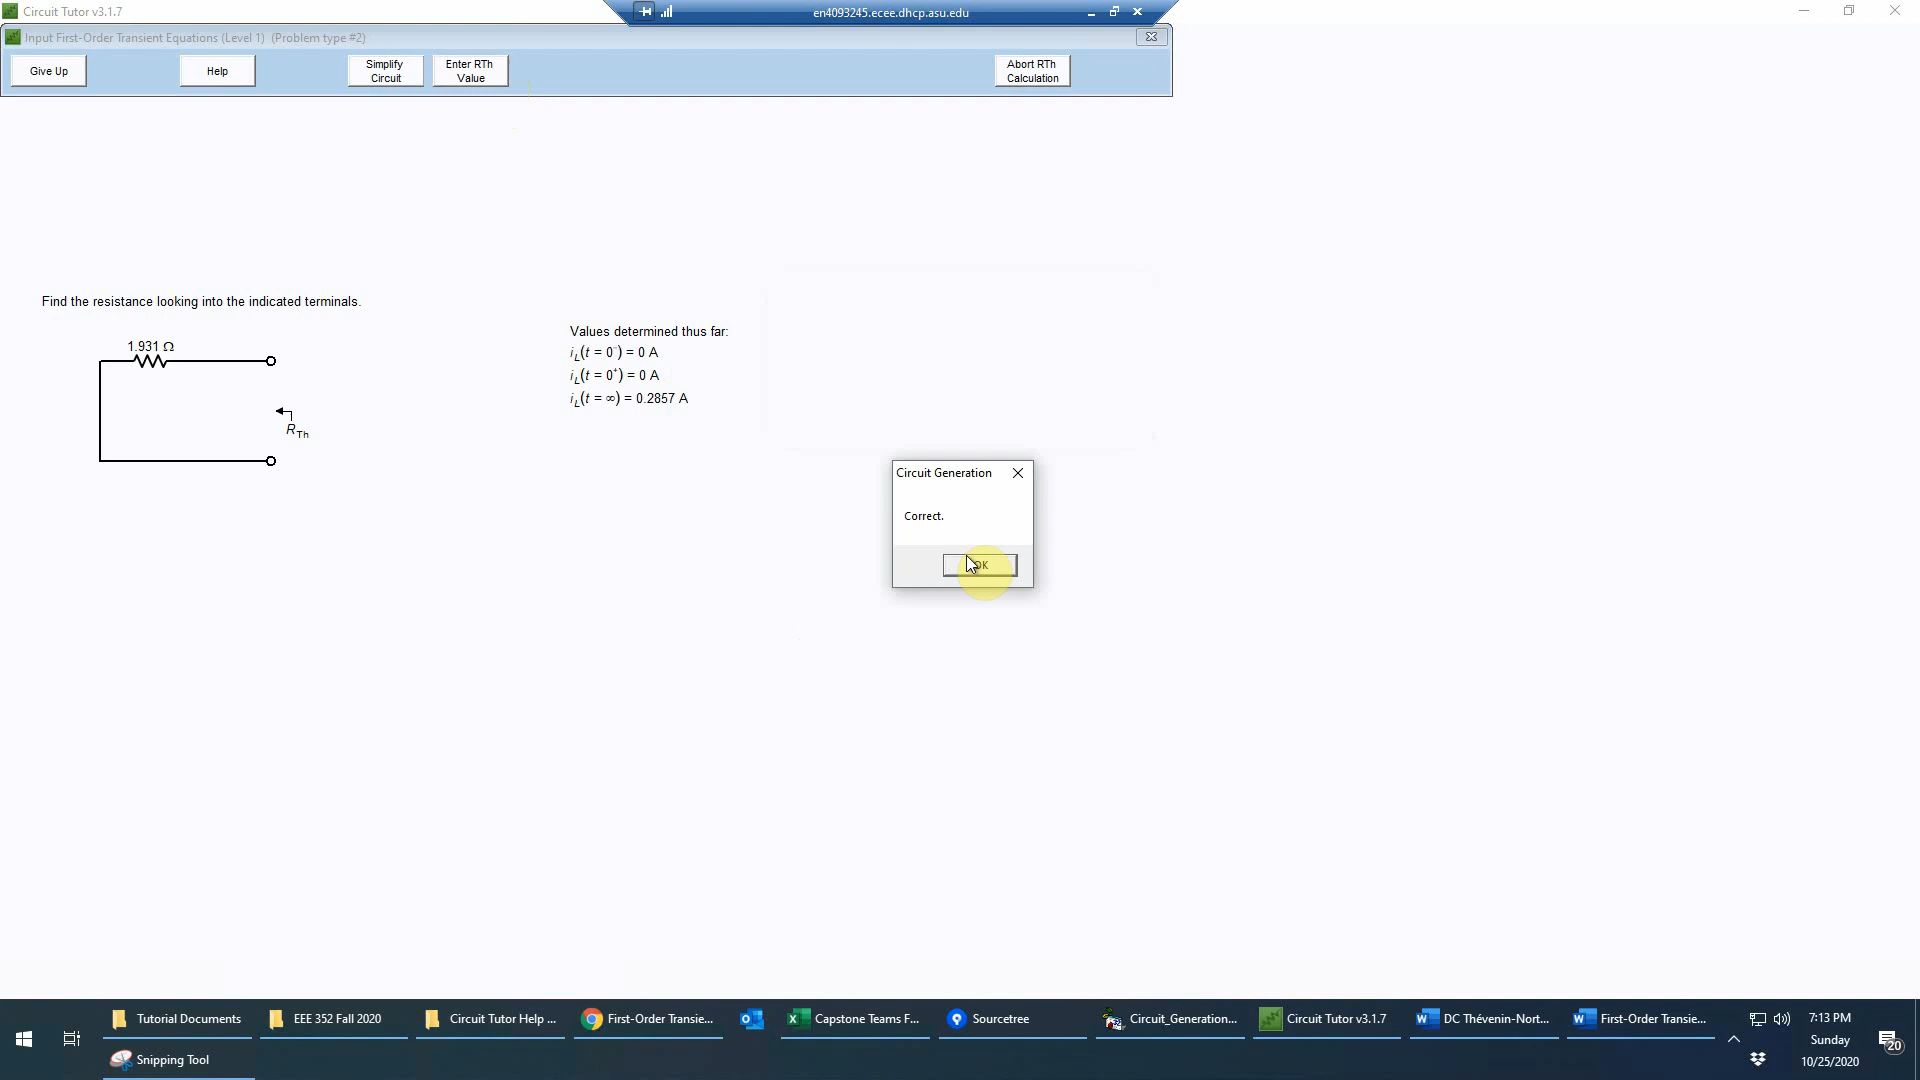 Circuit Tutor v3.1.7
en4093245.ecee.dhcp.asu.edu
Input First-Order Transient Equations (Level 1)  (Problem type #2)
Give Up
Help
Simplify
Circuit
Enter RTh
Value
Abort RTh
Calculation
Find the resistance looking into the indicated terminals.
1.931 Ω
R_Th
Values determined thus far:
i_L(t = 0⁻) = 0 A
i_L(t = 0⁺) = 0 A
i_L(t = ∞) = 0.2857 A
Circuit Generation
Correct.
OK
Tutorial Documents
EEE 352 Fall 2020
Circuit Tutor Help ...
First-Order Transie...
Capstone Teams F...
Sourcetree
Circuit_Generation...
Circuit Tutor v3.1.7
DC Thévenin-Nort...
First-Order Transie...
7:13 PM
Sunday
10/25/2020
20
Snipping Tool